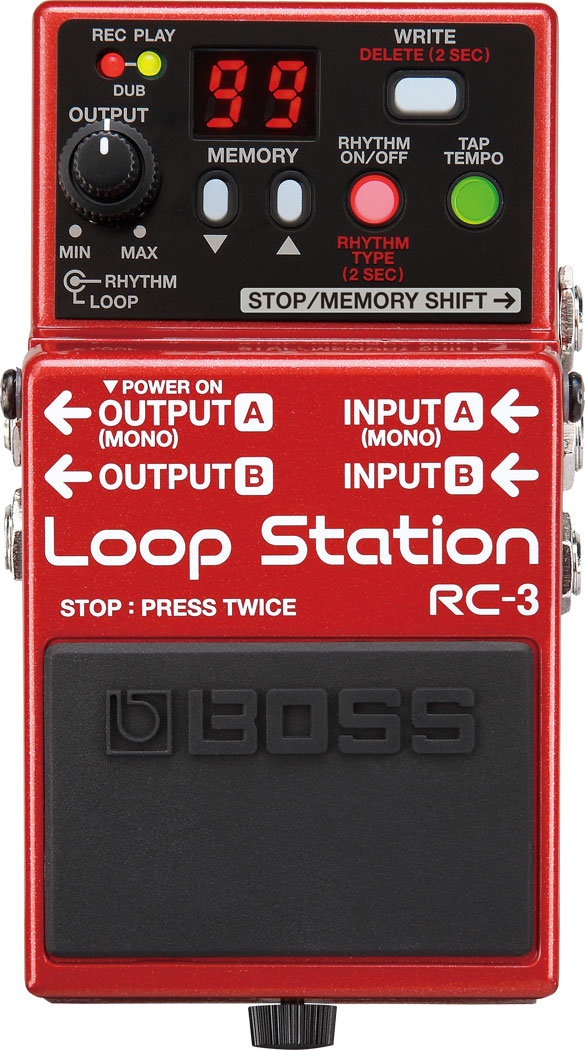 REC PLAY
DUB
OUTPUT
MIN MAX
RHYTHM
LOOP
99
MEMORY
▼ ▲
WRITE
DELETE (2 SEC)
RHYTHM
ON/OFF
RHYTHM
TYPE
(2 SEC)
TAP
TEMPO
STOP/MEMORY SHIFT →
▼POWER ON
← OUTPUT A
(MONO)
← OUTPUT B
INPUT A ←
(MONO)
INPUT B ←
Loop Station
STOP : PRESS TWICE
RC-3
b BOSS